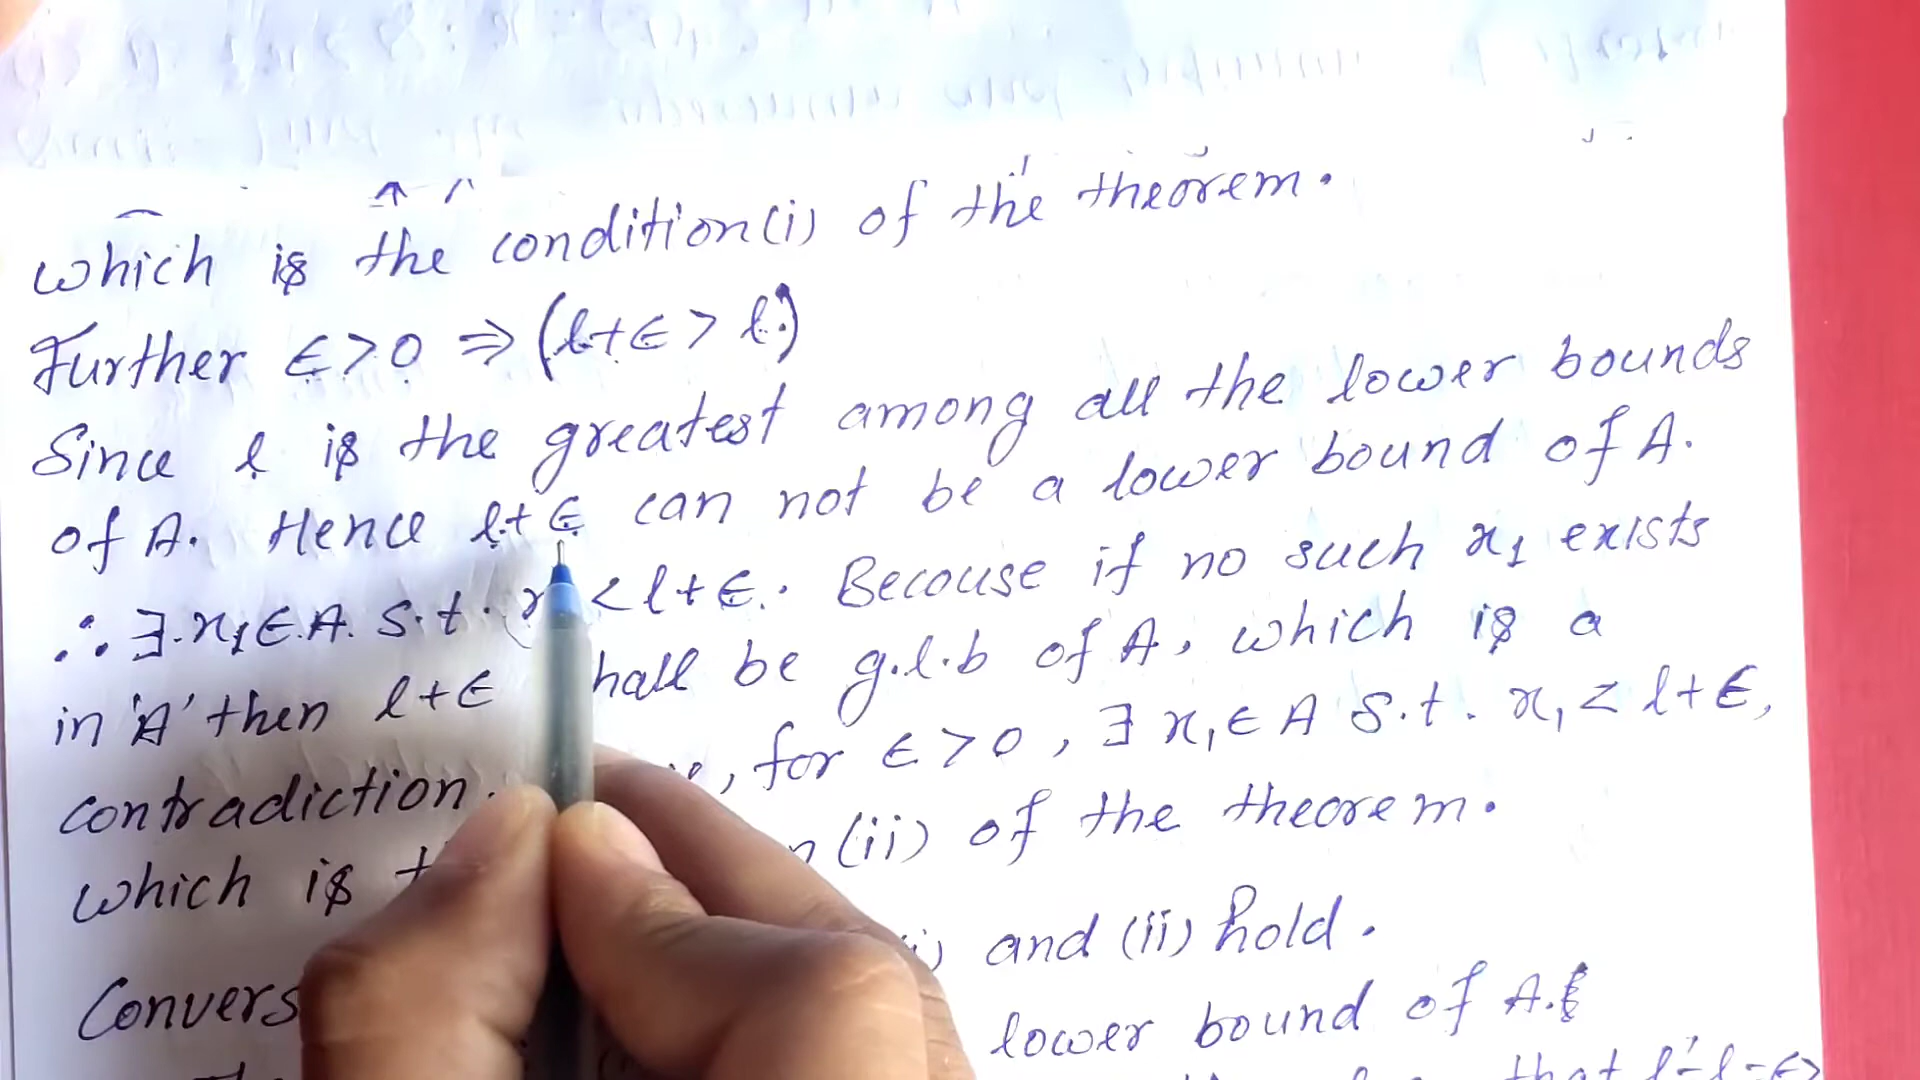 which is the condition(i) of the theorem.
Further ϵ>0 ⇒ (l+ϵ> l.)
Since l is the greatest among all the lower bounds
of A. Hence l+ϵ can not be a lower bound of A.
∴ ∃ x₁∈A. S.t. < l+ϵ. Becouse if no such x₁ exists
in 'A' then l+ϵ hall be g.l.b of A, which is a
contradiction. , for ϵ>0, ∃ x₁∈A S.t. x₁< l+ϵ,
which is (ii) of the theorem.
and (ii) hold.
Convers lower bound of A.
that l'-l=ϵ>